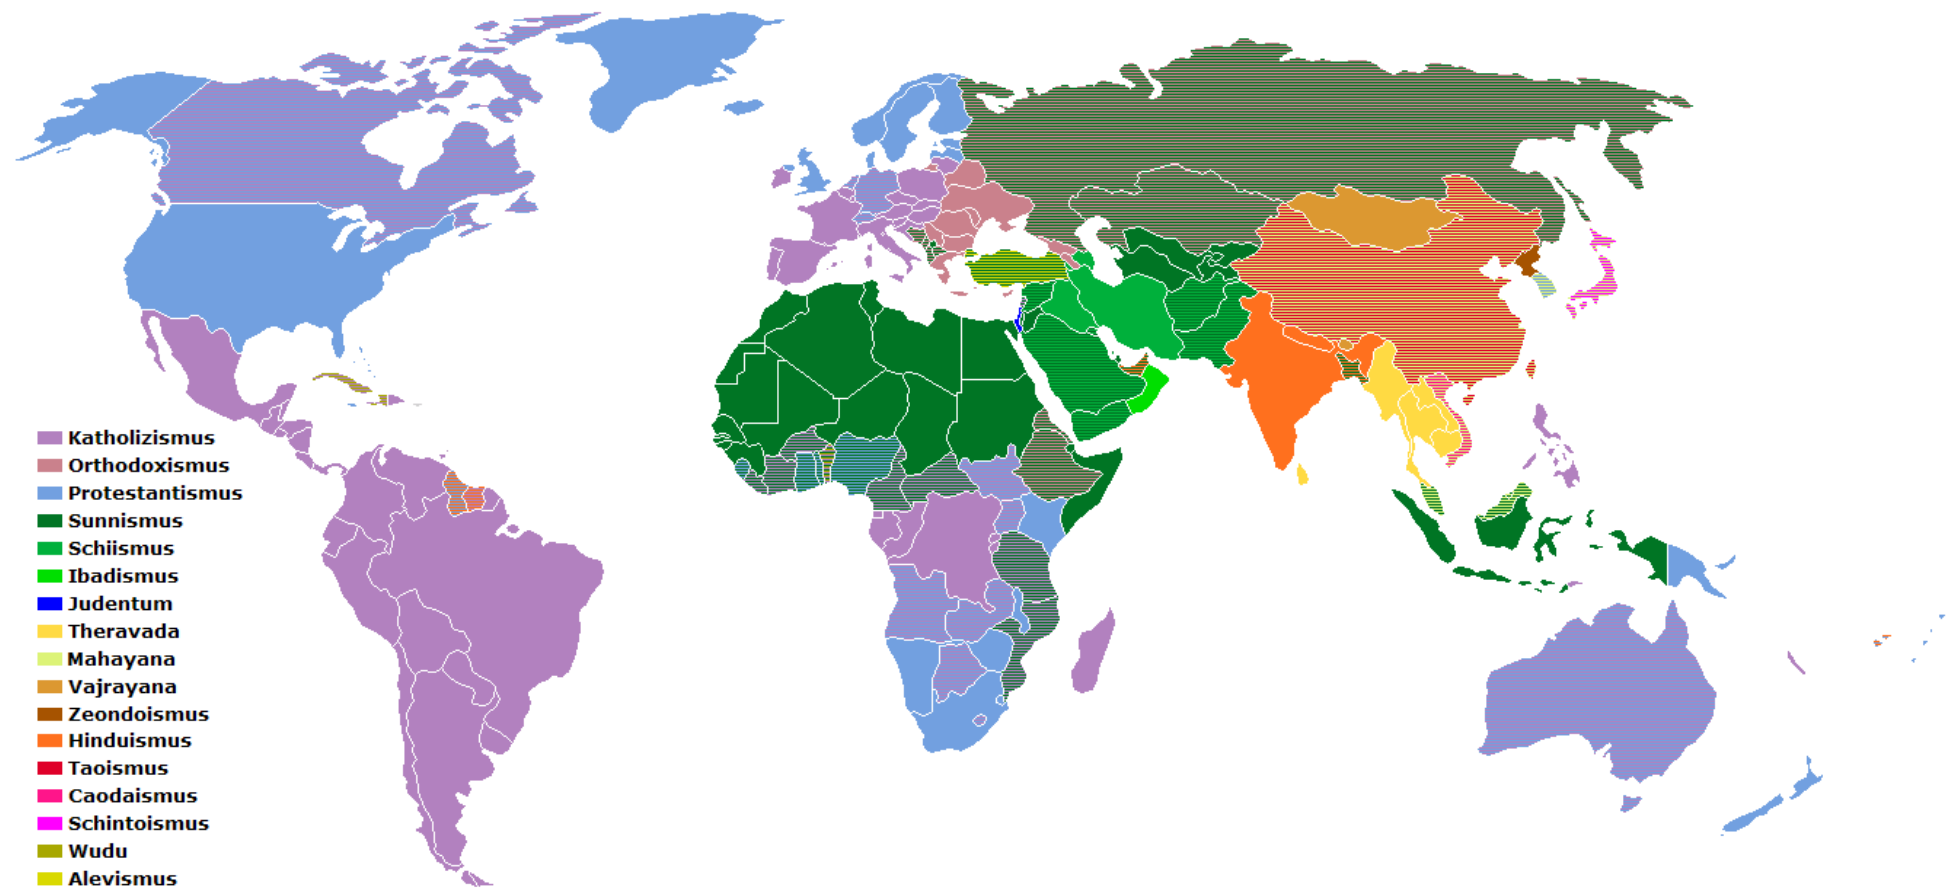 Katholizismus
Orthodoxismus
Protestantismus
Sunnismus
Schiismus
Ibadismus
Judentum
Theravada
Mahayana
Vajrayana
Zeondoismus
Hinduismus
Taoismus
Caodaismus
Schintoismus
Wudu
Alevismus